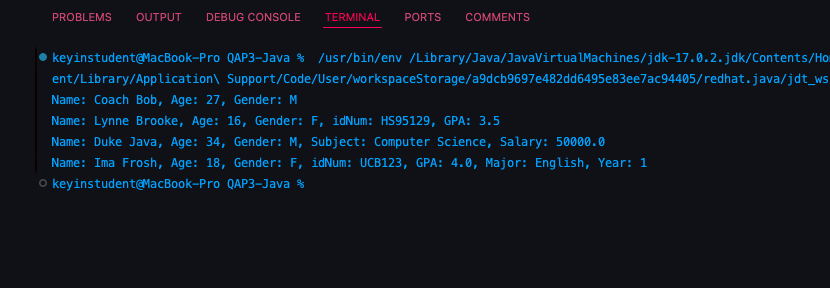 PROBLEMS OUTPUT DEBUG CONSOLE TERMINAL PORTS COMMENTS
keyinstudent@MacBook-Pro QAP3-Java % /usr/bin/env /Library/Java/JavaVirtualMachines/jdk-17.0.2.jdk/Contents/Ho
ent/Library/Application\ Support/Code/User/workspaceStorage/a9dcb9697e482dd6495e83ee7ac94405/redhat.java/jdt_ws
Name: Coach Bob, Age: 27, Gender: M
Name: Lynne Brooke, Age: 16, Gender: F, idNum: HS95129, GPA: 3.5
Name: Duke Java, Age: 34, Gender: M, Subject: Computer Science, Salary: 50000.0
Name: Ima Frosh, Age: 18, Gender: F, idNum: UCB123, GPA: 4.0, Major: English, Year: 1
keyinstudent@MacBook-Pro QAP3-Java %